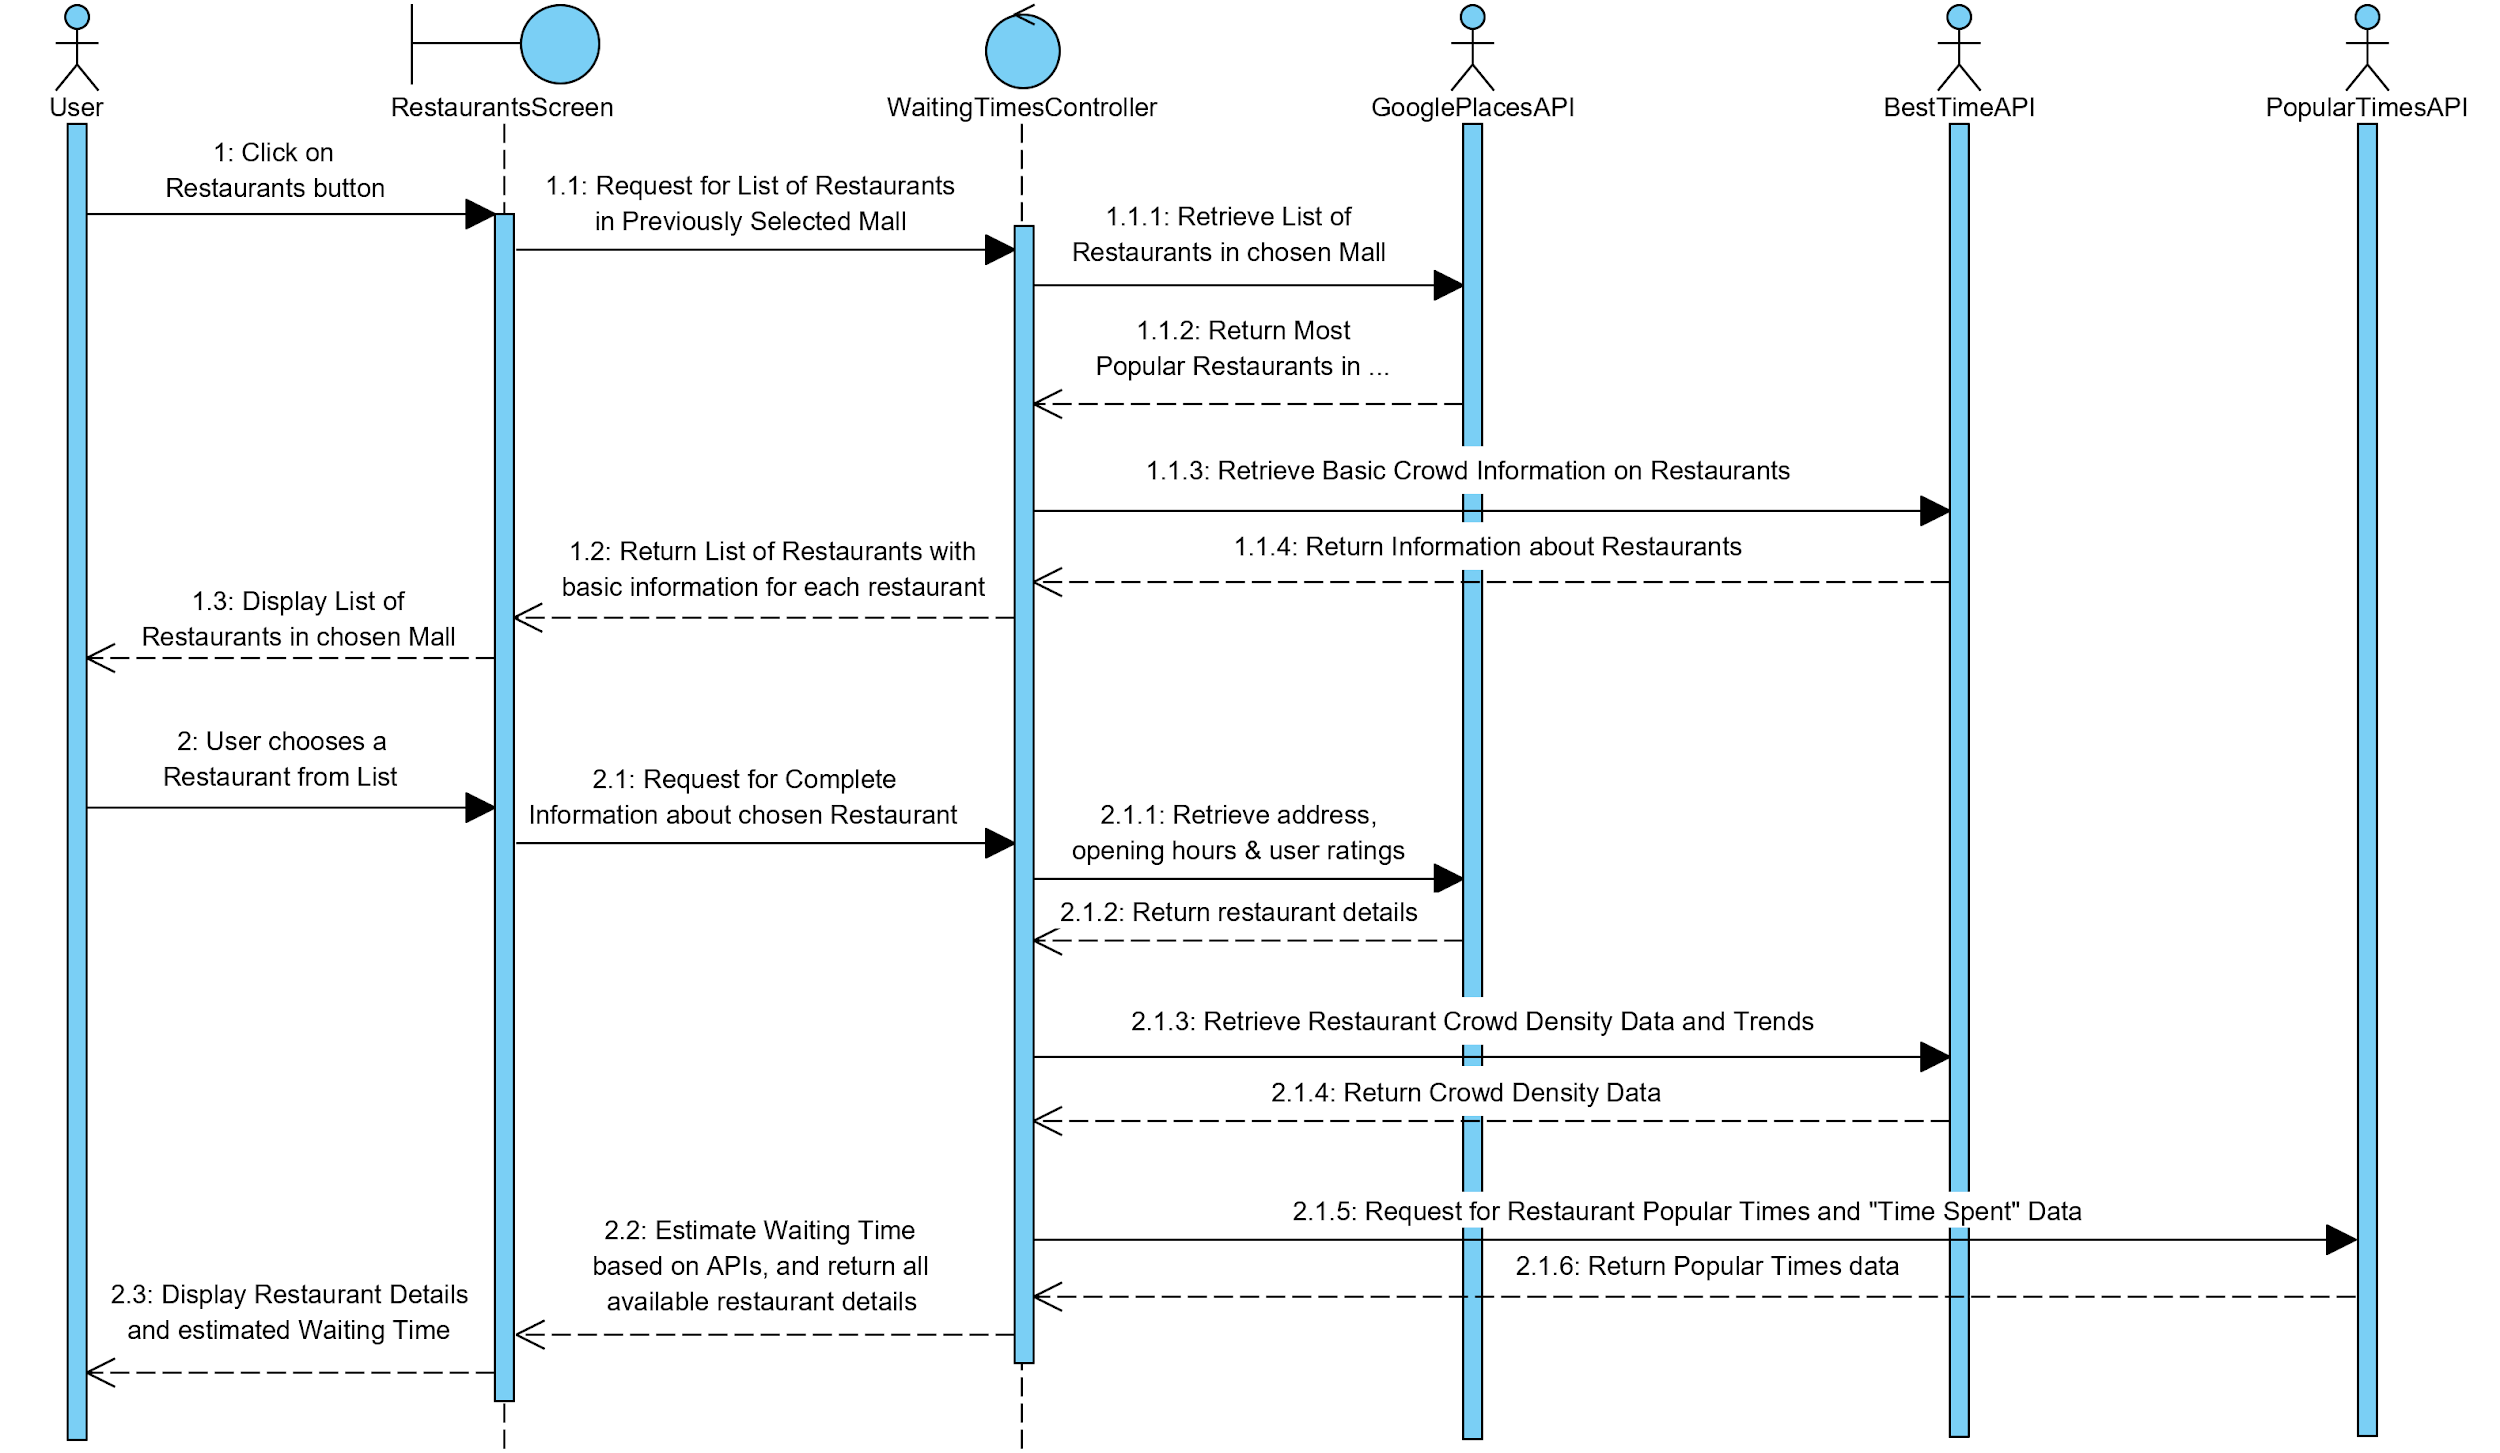 User
RestaurantsScreen
WaitingTimesController
GooglePlacesAPI
BestTimeAPI
PopularTimesAPI
1: Click on
Restaurants button
1.1: Request for List of Restaurants
in Previously Selected Mall
1.1.1: Retrieve List of
Restaurants in chosen Mall
1.1.2: Return Most
Popular Restaurants in ...
1.1.3: Retrieve Basic Crowd Information on Restaurants
1.1.4: Return Information about Restaurants
1.2: Return List of Restaurants with
basic information for each restaurant
1.3: Display List of
Restaurants in chosen Mall
2: User chooses a
Restaurant from List
2.1: Request for Complete
Information about chosen Restaurant
2.1.1: Retrieve address,
opening hours & user ratings
2.1.2: Return restaurant details
2.1.3: Retrieve Restaurant Crowd Density Data and Trends
2.1.4: Return Crowd Density Data
2.1.5: Request for Restaurant Popular Times and "Time Spent" Data
2.1.6: Return Popular Times data
2.2: Estimate Waiting Time
based on APIs, and return all
available restaurant details
2.3: Display Restaurant Details
and estimated Waiting Time